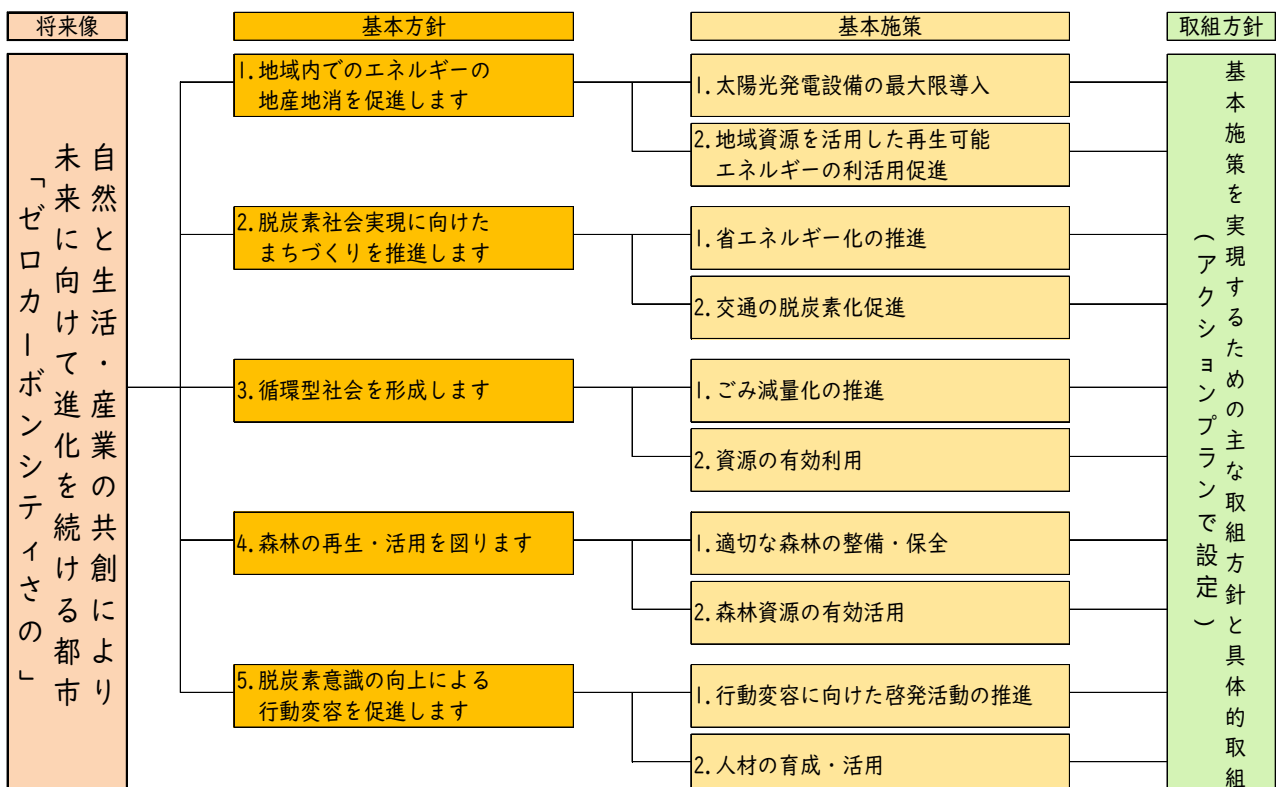 将来像
基本方針
基本施策
取組方針
自然と生活・産業の共創により
未来に向けて進化を続ける都市
「ゼロカーボンシティさの」
1.地域内でのエネルギーの
地産地消を促進します
1.太陽光発電設備の最大限導入
2.地域資源を活用した再生可能
エネルギーの利活用促進
2.脱炭素社会実現に向けた
まちづくりを推進します
1.省エネルギー化の推進
2.交通の脱炭素化促進
3.循環型社会を形成します
1.ごみ減量化の推進
2.資源の有効利用
4.森林の再生・活用を図ります
1.適切な森林の整備・保全
2.森林資源の有効活用
5.脱炭素意識の向上による
行動変容を促進します
1.行動変容に向けた啓発活動の推進
2.人材の育成・活用
基本施策を実現するための主な取組方針と具体的取組
(アクションプランで設定)